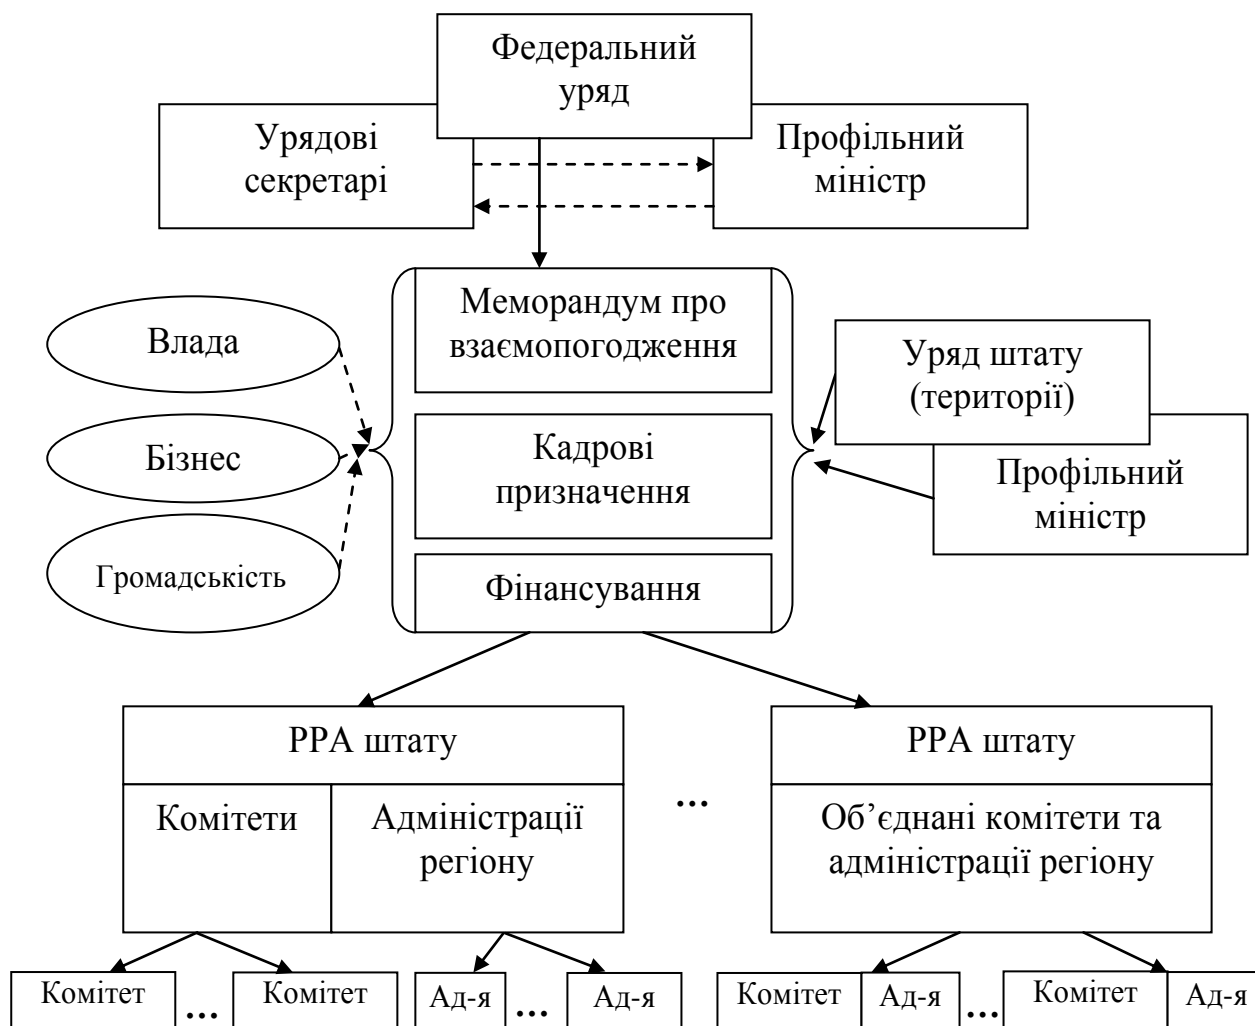 Федеральний
уряд
Урядові
секретарі
Профільний
міністр
Меморандум про
взаємопогодження
Кадрові
призначення
Фінансування
Влада
Бізнес
Громадськість
Уряд штату
(території)
Профільний
міністр
РРА штату
Комітети
Адміністрації
регіону
...
РРА штату
Об’єднані комітети та
адміністрації регіону
Комітет
...
Комітет
Ад-я
...
Ад-я
Комітет
Ад-я
...
Комітет
Ад-я